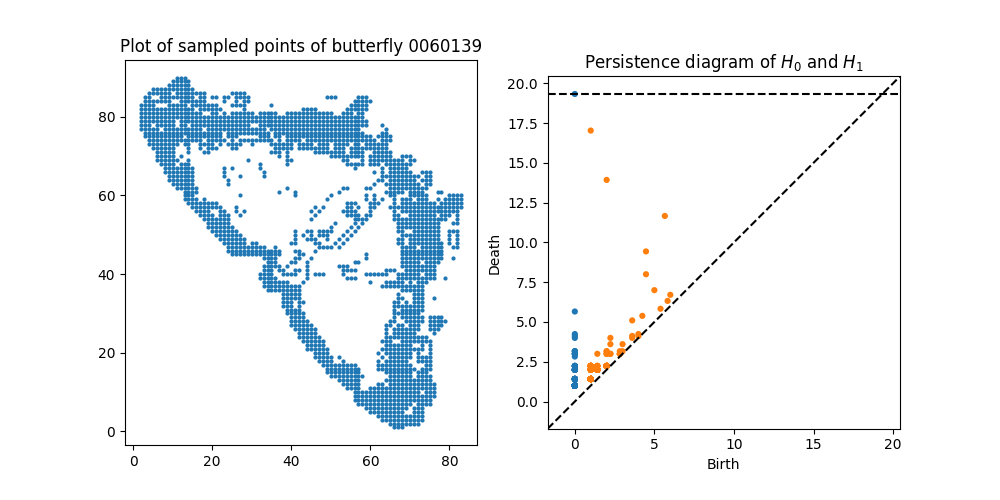 Plot of sampled points of butterfly 0060139
80
60
40
20
0
0 20 40 60 80
Persistence diagram of H₀ and H₁
20.0
17.5
15.0
12.5
10.0
7.5
5.0
2.5
0.0
Death
0 5 10 15 20
Birth